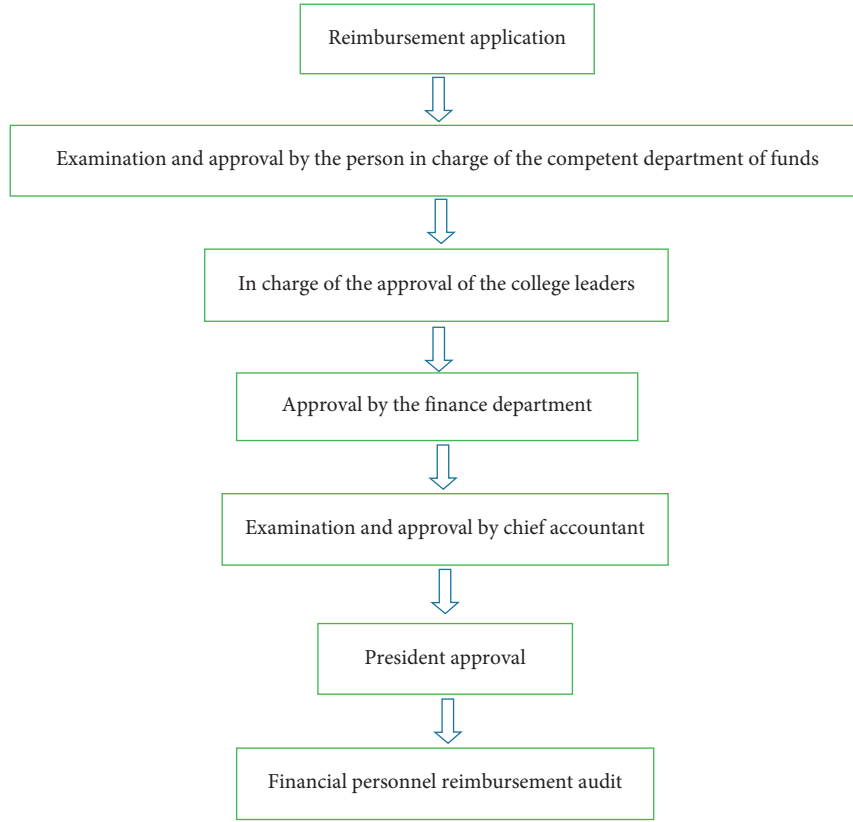 Reimbursement application
Examination and approval by the person in charge of the competent department of funds
In charge of the approval of the college leaders
Approval by the finance department
Examination and approval by chief accountant
President approval
Financial personnel reimbursement audit